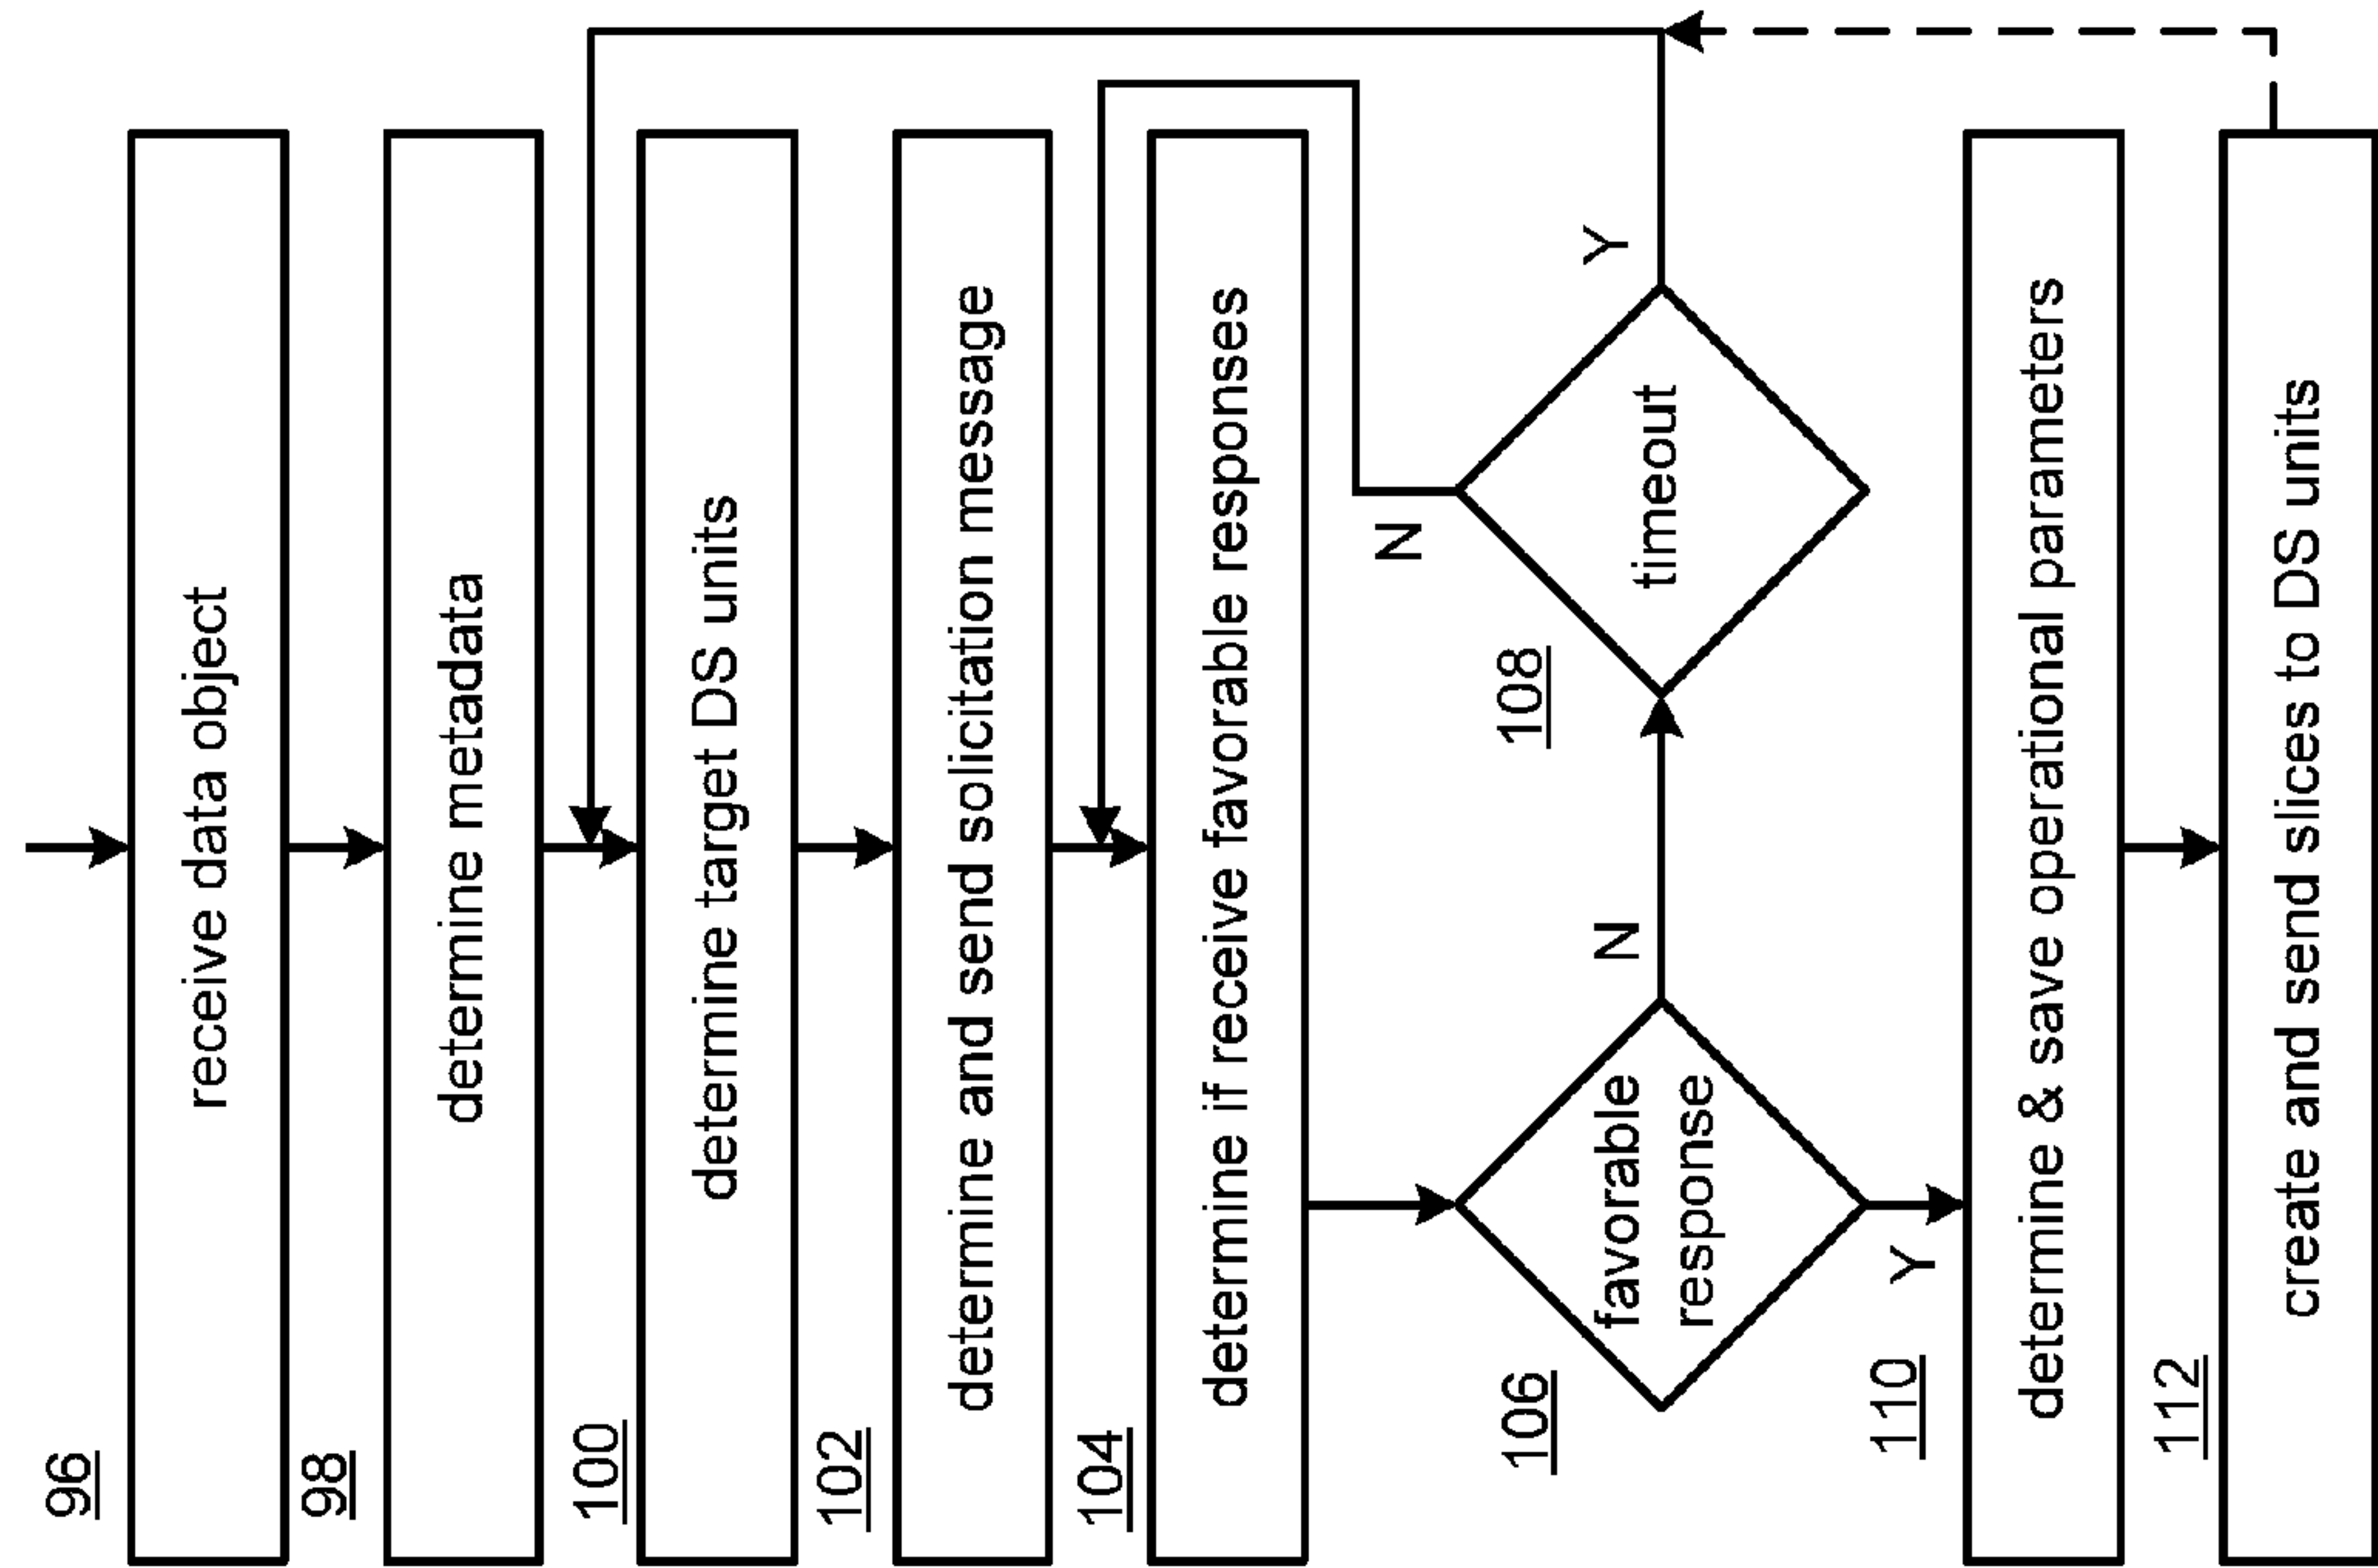 96
receive data object
98
determine metadata
100
determine target DS units
102
determine and send solicitation message
104
determine if receive favorable responses
106
favorable
response
N
Y
108
timeout
N
Y
110
determine & save operational parameters
112
create and send slices to DS units